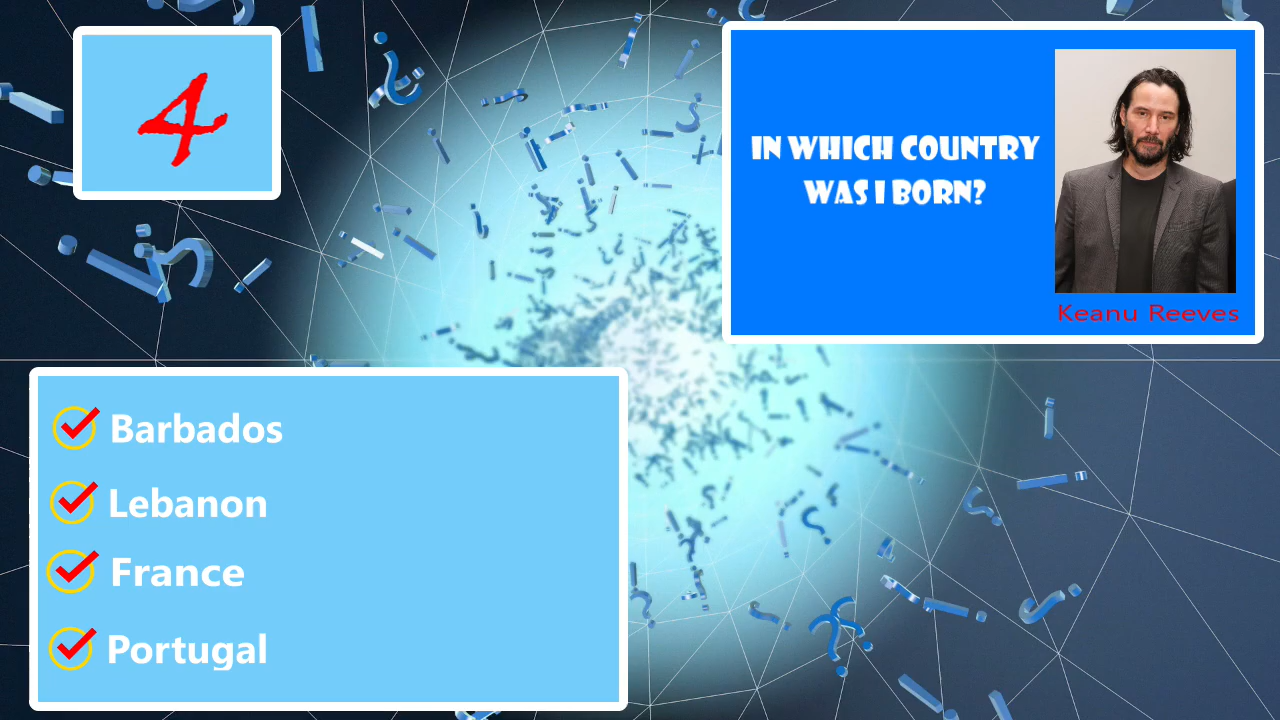 4
IN WHICH COUNTRY
WAS I BORN?
Keanu Reeves
Barbados
Lebanon
France
Portugal